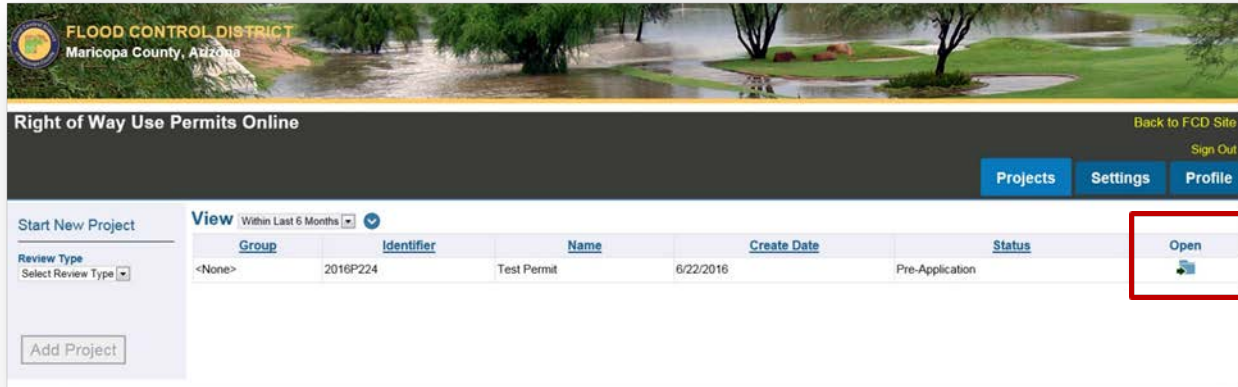 FLOOD CONTROL DISTRICT
Maricopa County, Arizona
Right of Way Use Permits Online
Back to FCD Site
Sign Out
Projects Settings Profile
Start New Project
Review Type
Select Review Type
Add Project
View Within Last 6 Months
Group Identifier Name Create Date Status Open
<None> 2016P224 Test Permit 6/22/2016 Pre-Application